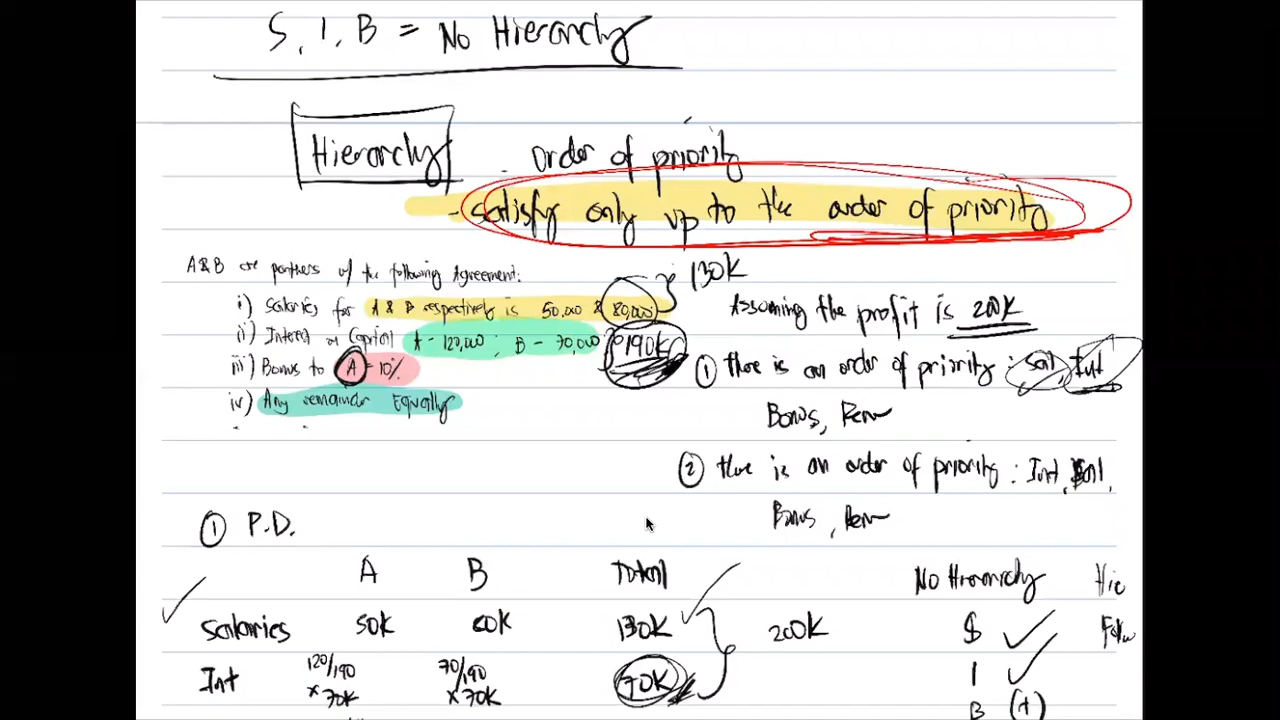 S, I, B = No Hierarchy
Hierarchy - order of priority
- satisfy only up to the order of priority
A & B are partners w/ the following Agreement:
i) Salaries for A & B respectively is 50,000 & 80,000 } 130K
ii) Interest on Capital A - 120,000 ; B - 70,000 } 190K
iii) Bonus to A - 10%
iv) Any remainder Equally
Assuming the profit is 200K
① there is an order of priority : Sal, Int
Bonus, Rem
② there is an order of priority : Int, Sal,
Bonus, Rem
① P.D.
A B Total
Salaries 50K 80K 130K 200K
Int 120/190 x 70K 70/190 x 70K 70K
No Hierarchy Hie
S ✓
I ✓
B (+)